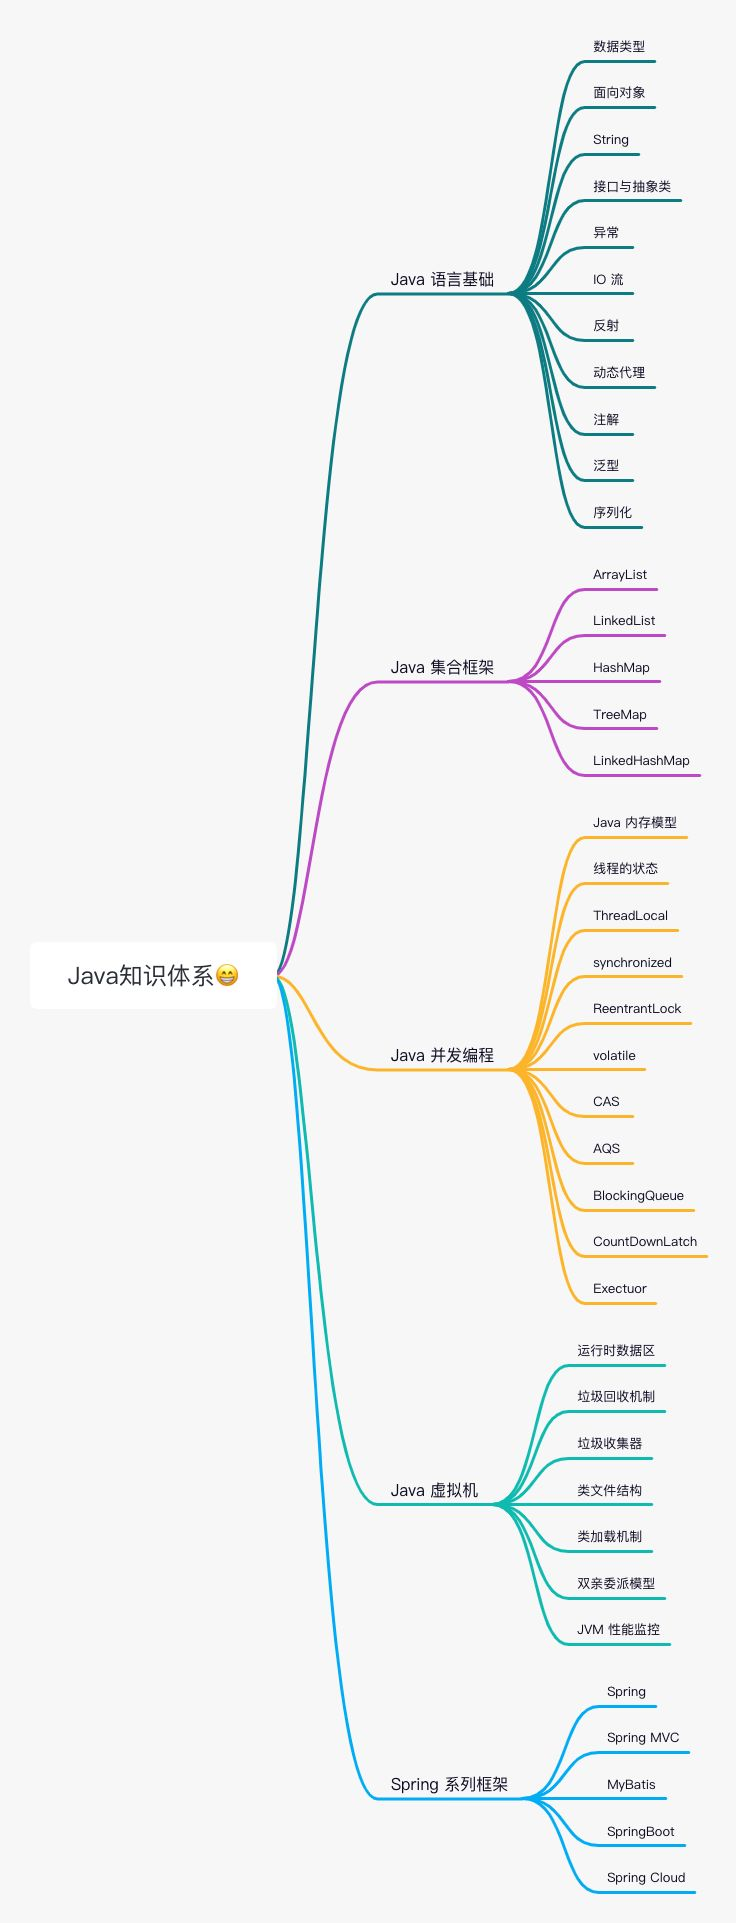 Java知识体系😁
Java 语言基础
数据类型
面向对象
String
接口与抽象类
异常
IO 流
反射
动态代理
注解
泛型
序列化
Java 集合框架
ArrayList
LinkedList
HashMap
TreeMap
LinkedHashMap
Java 并发编程
Java 内存模型
线程的状态
ThreadLocal
synchronized
ReentrantLock
volatile
CAS
AQS
BlockingQueue
CountDownLatch
Exectuor
Java 虚拟机
运行时数据区
垃圾回收机制
垃圾收集器
类文件结构
类加载机制
双亲委派模型
JVM 性能监控
Spring 系列框架
Spring
Spring MVC
MyBatis
SpringBoot
Spring Cloud